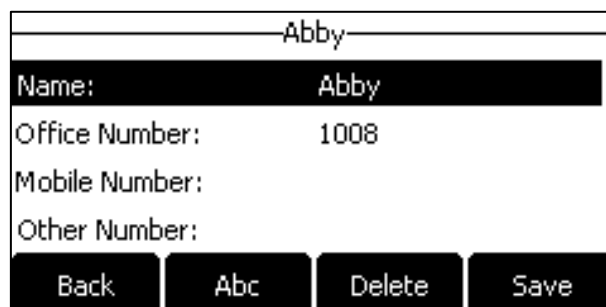 Abby
Name: Abby
Office Number: 1008
Mobile Number:
Other Number:
Back Abc Delete Save